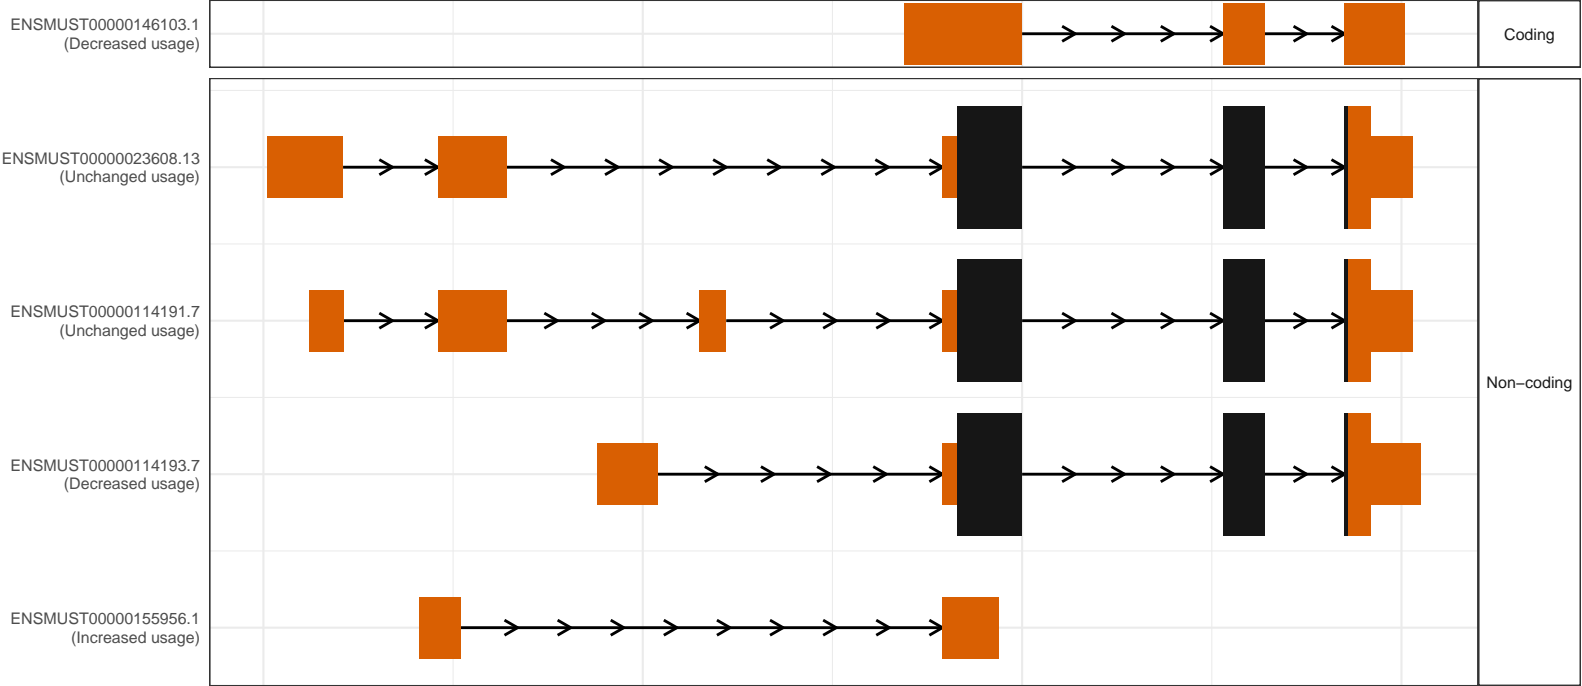 ENSMUST00000146103.1
(Decreased usage)
Coding
ENSMUST00000023608.13
(Unchanged usage)
ENSMUST00000114191.7
(Unchanged usage)
Non−coding
ENSMUST00000114193.7
(Decreased usage)
ENSMUST00000155956.1
(Increased usage)